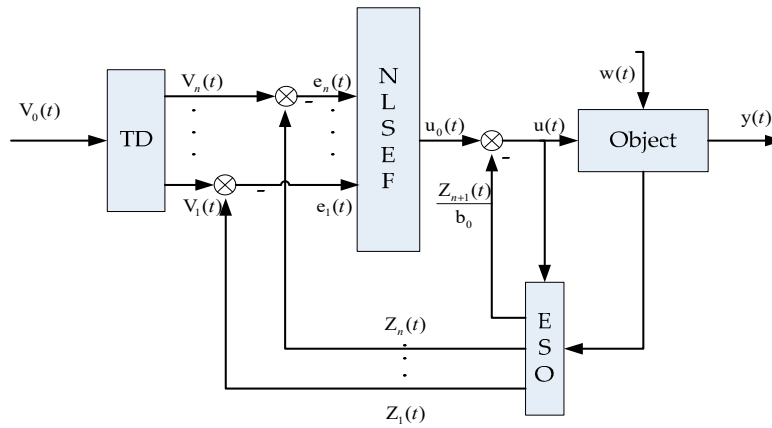 V₀(t)
TD
Vₙ(t)
V₁(t)
-
-
eₙ(t)
e₁(t)
N
L
S
E
F
u₀(t)
-
u(t)
w(t)
Object
y(t)
Zₙ₊₁(t)
b₀
E
S
O
Zₙ(t)
Z₁(t)